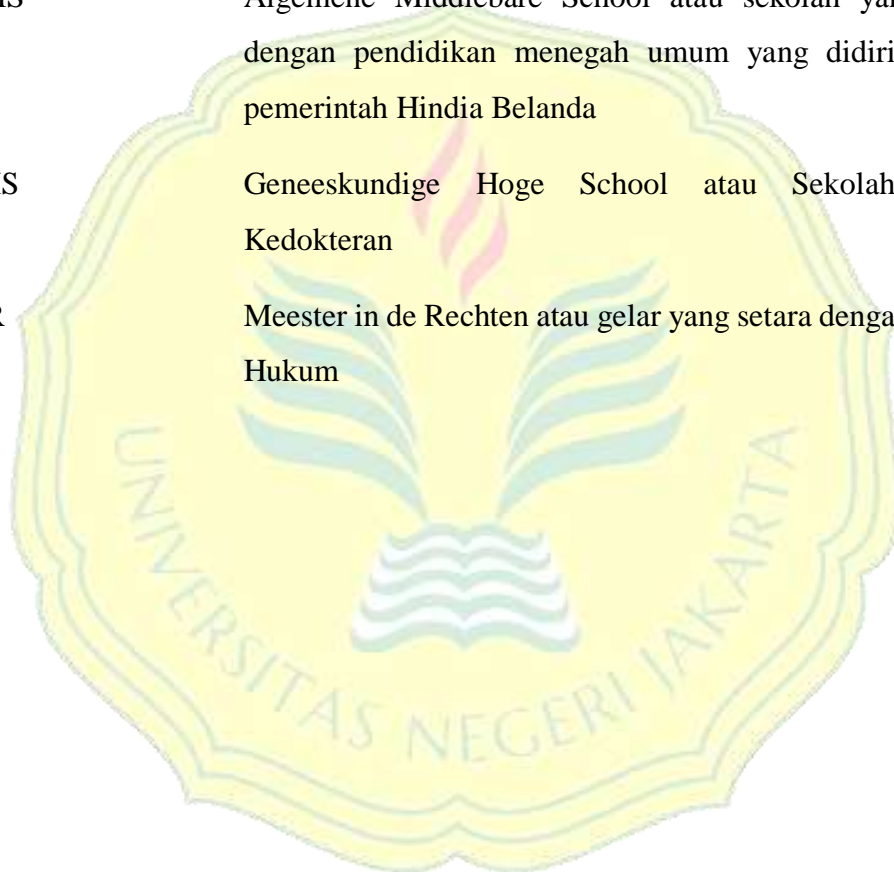 Algemene Middlebare School atau sekolah
dengan pendidikan menegah umum yang
pemerintah Hindia Belanda
Geneeskundige Hoge School atau Sekolah
Kedokteran
R Meester in de Rechten atau gelar yang setara
Hukum
UNIVERSITAS NEGERI JAKARTA